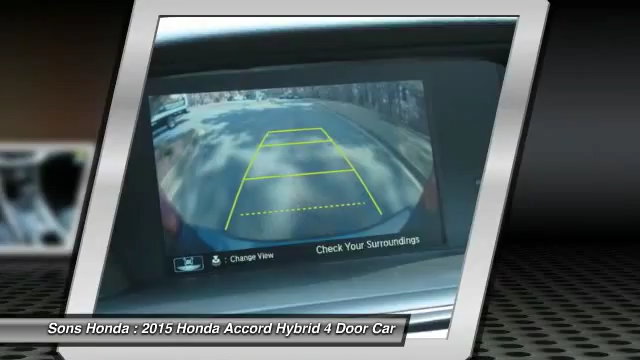 Check Your Surroundings
: Change View
Sons Honda : 2015 Honda Accord Hybrid 4 Door Car